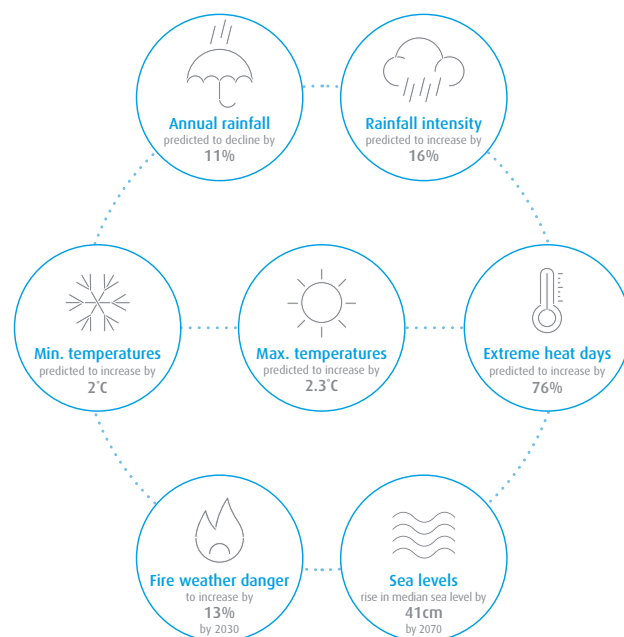 Annual rainfall
predicted to decline by
11%
Rainfall intensity
predicted to increase by
16%
Min. temperatures
predicted to increase by
2°C
Max. temperatures
predicted to increase by
2.3°C
Extreme heat days
predicted to increase by
76%
Fire weather danger
to increase by
13%
by 2030
Sea levels
rise in median sea level by
41cm
by 2070